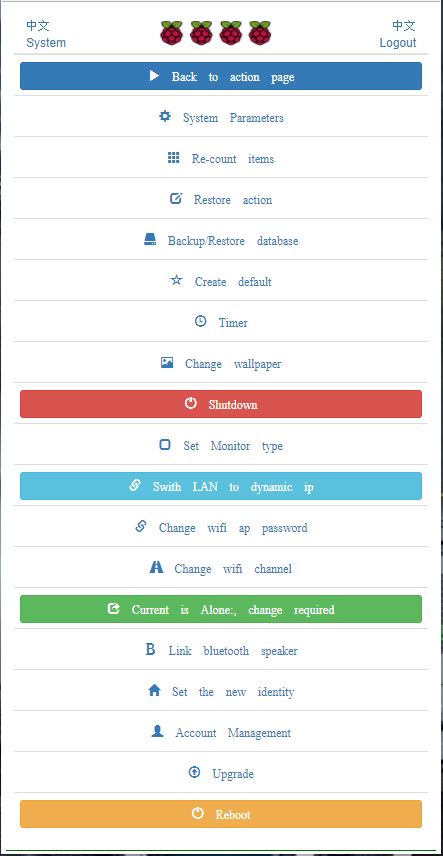 中文
中文
System
Logout
Back to action page
System Parameters
Re-count items
Restore action
Backup/Restore database
Create default
Timer
Change wallpaper
Shutdown
Set Monitor type
Swith LAN to dynamic ip
Change wifi ap password
Change wifi channel
Current is Alone:, change required
Link bluetooth speaker
Set the new identity
Account Management
Upgrade
Reboot